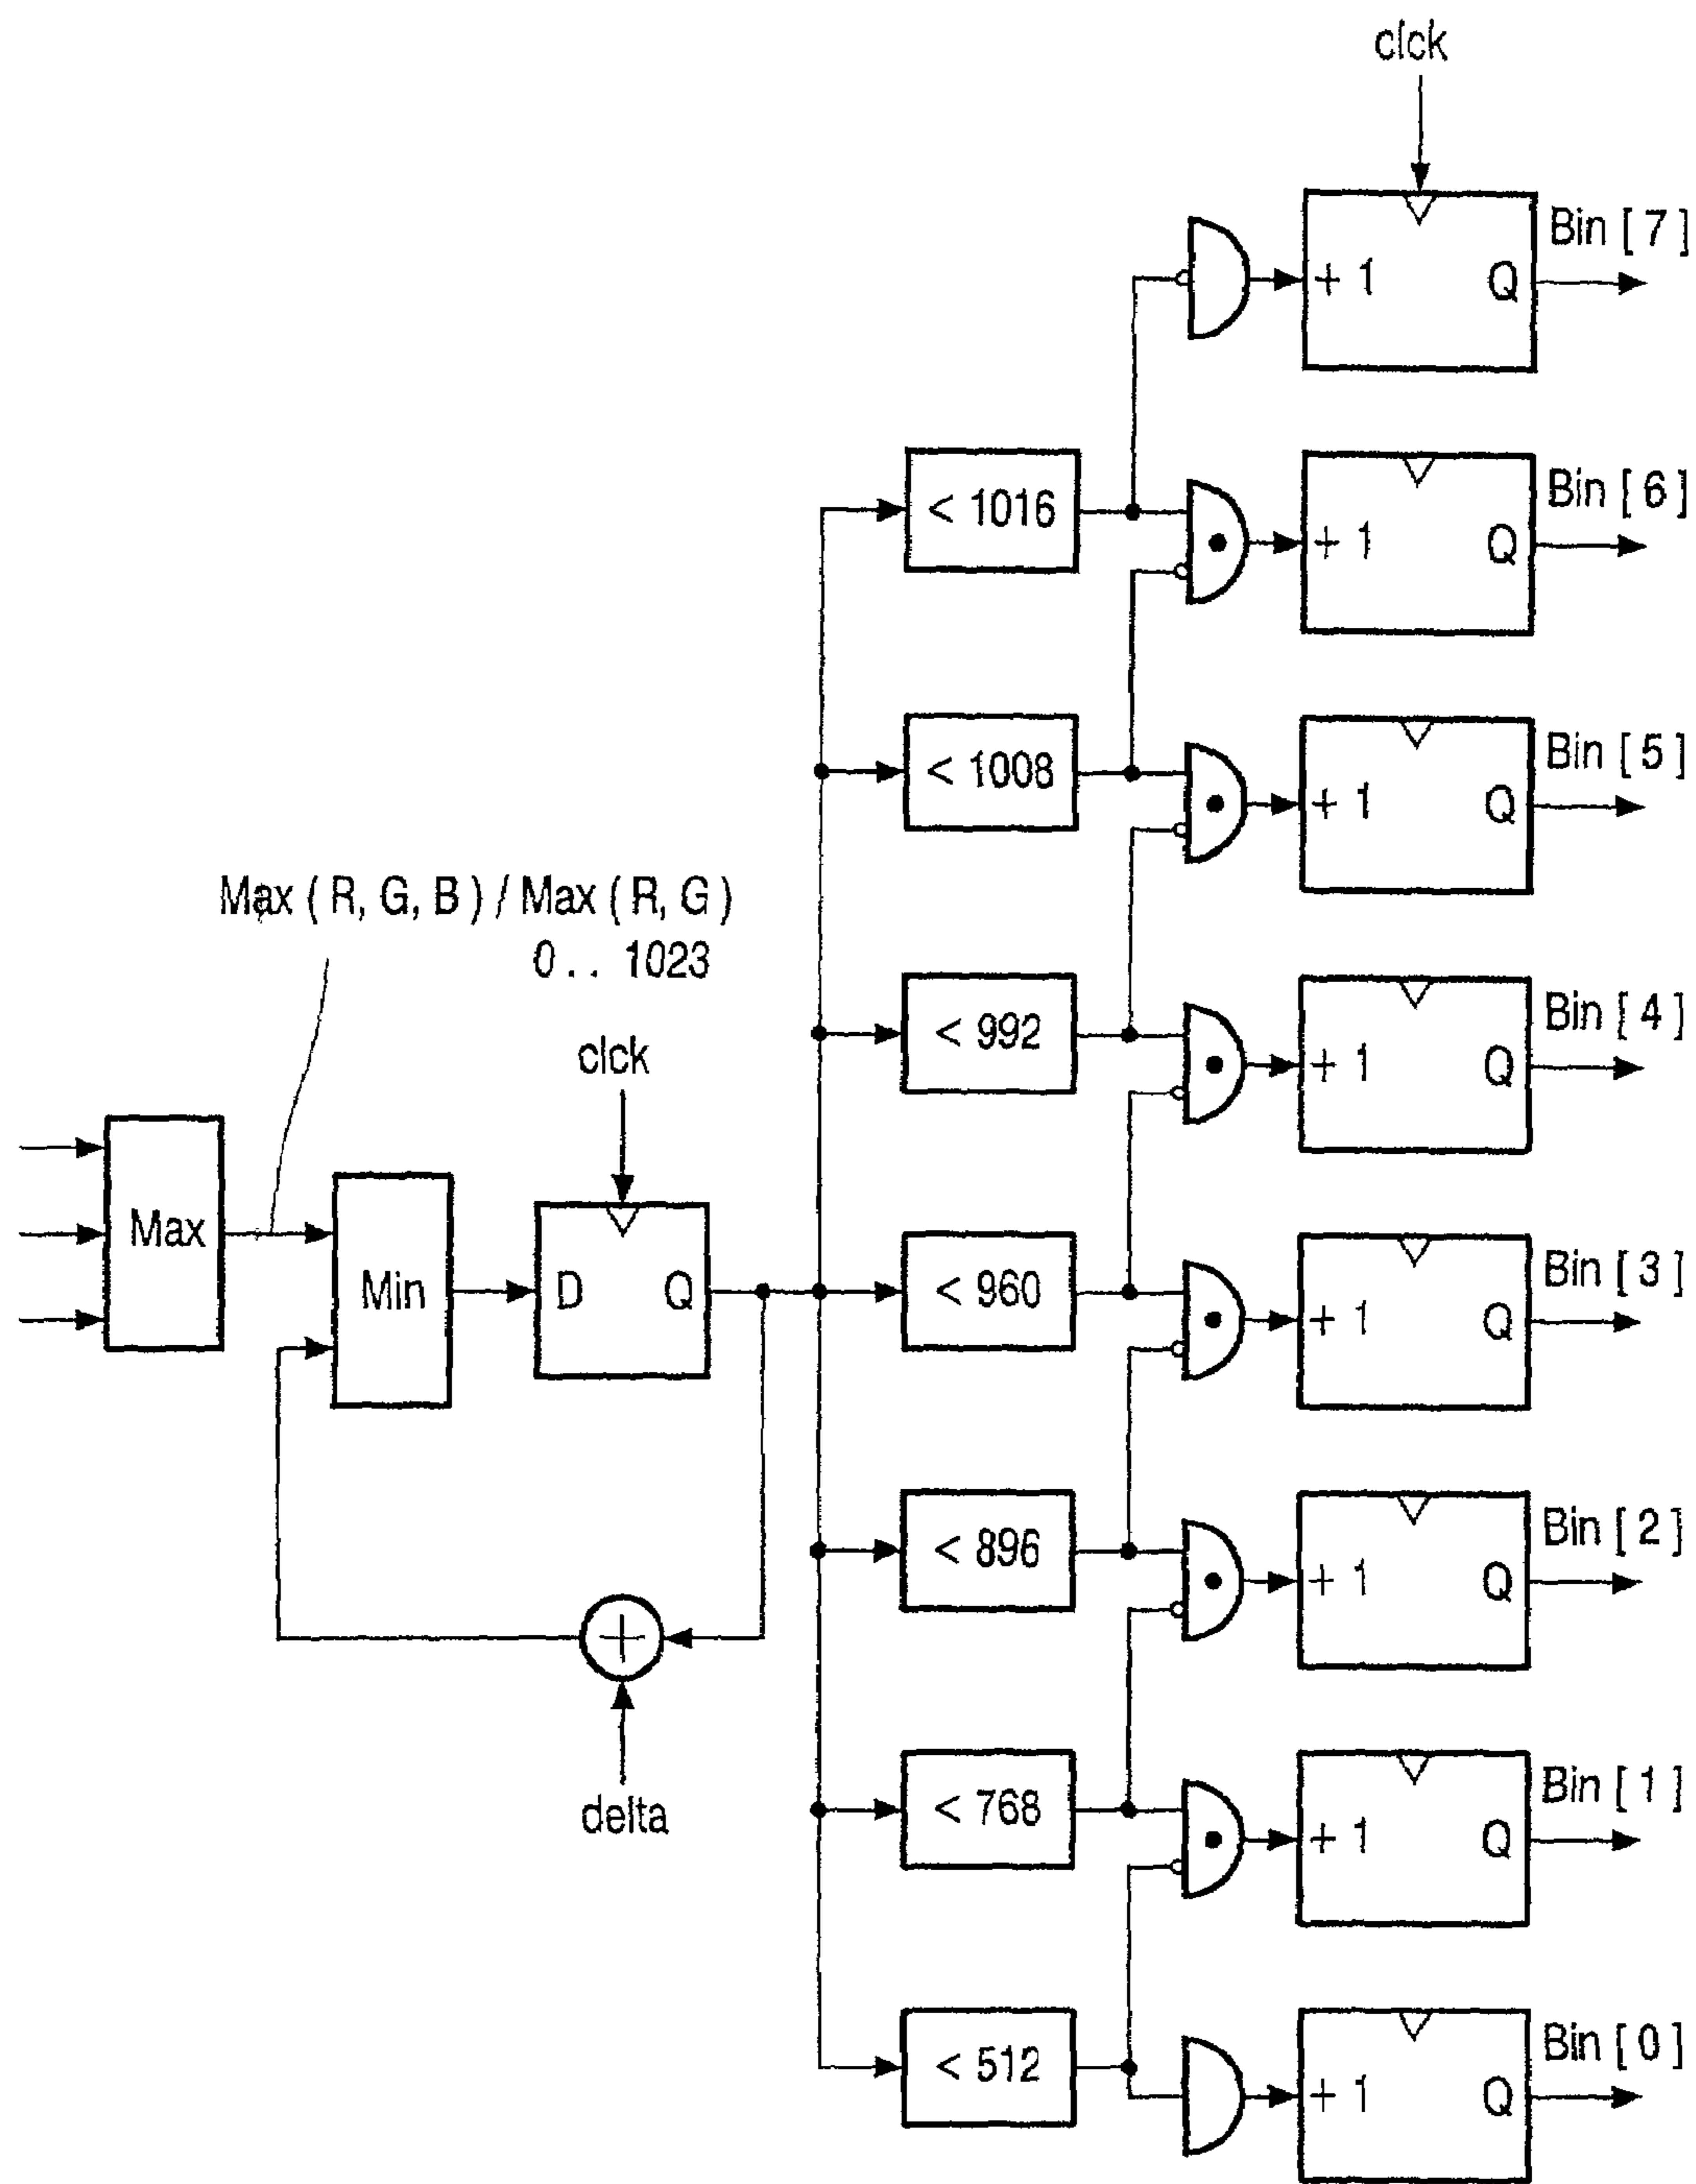 clck
Bin [ 7 ]
+ 1 Q
Bin [ 6 ]
< 1016
+ 1 Q
Bin [ 5 ]
< 1008
+ 1 Q
Max ( R, G, B ) / Max ( R, G )
0 . . 1023
Bin [ 4 ]
< 992
clck
+ 1 Q
Max
Min
D Q
Bin [ 3 ]
< 960
+ 1 Q
Bin [ 2 ]
< 896
+ 1 Q
+
delta
Bin [ 1 ]
< 768
+ 1 Q
Bin [ 0 ]
< 512
+ 1 Q